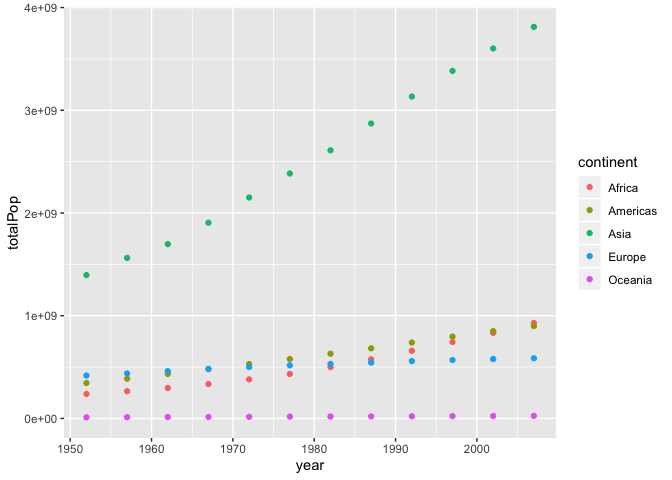 4e+09
3e+09
2e+09
1e+09
0e+00
totalPop
1950
1960
1970
1980
1990
2000
year
continent
Africa
Americas
Asia
Europe
Oceania